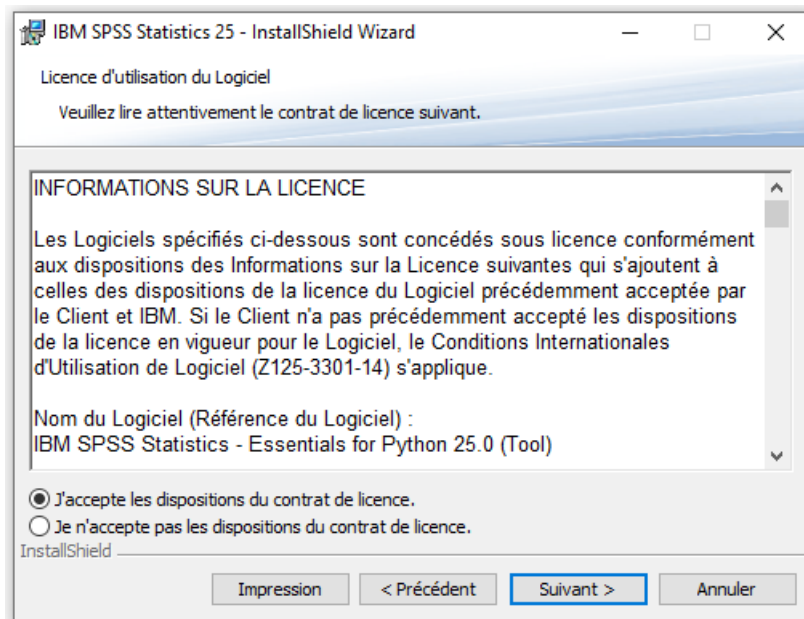 IBM SPSS Statistics 25 - InstallShield Wizard
Licence d'utilisation du Logiciel
Veuillez lire attentivement le contrat de licence suivant.
INFORMATIONS SUR LA LICENCE
Les Logiciels spécifiés ci-dessous sont concédés sous licence conformément
aux dispositions des Informations sur la Licence suivantes qui s'ajoutent à
celles des dispositions de la licence du Logiciel précédemment acceptée par
le Client et IBM. Si le Client n'a pas précédemment accepté les dispositions
de la licence en vigueur pour le Logiciel, le Conditions Internationales
d'Utilisation de Logiciel (Z125-3301-14) s'applique.
Nom du Logiciel (Référence du Logiciel) :
IBM SPSS Statistics - Essentials for Python 25.0 (Tool)
J'accepte les dispositions du contrat de licence.
Je n'accepte pas les dispositions du contrat de licence.
InstallShield
Impression < Précédent Suivant > Annuler